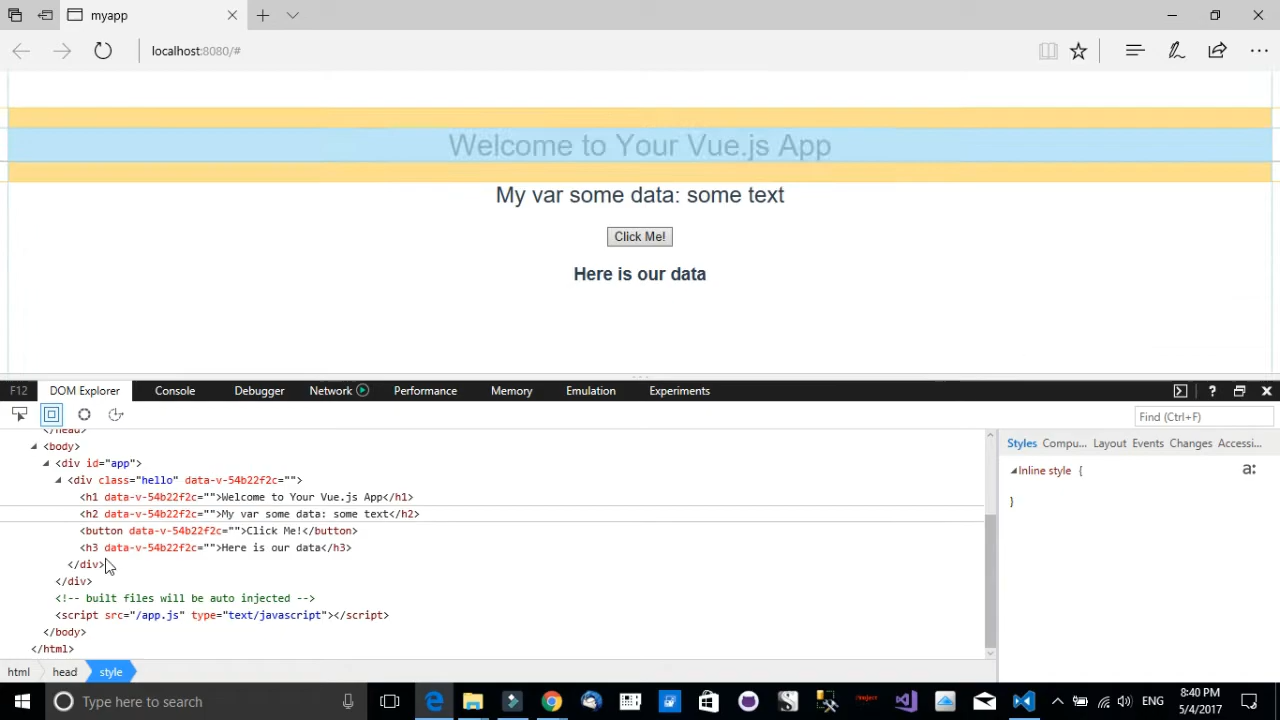 myapp
localhost:8080/#
Welcome to Your Vue.js App
My var some data: some text
Click Me!
Here is our data
F12 DOM Explorer Console Debugger Network Performance Memory Emulation Experiments ?
Find (Ctrl+F)
</head>
<body>
<div id="app">
<div class="hello" data-v-54b22f2c="">
<h1 data-v-54b22f2c="">Welcome to Your Vue.js App</h1>
<h2 data-v-54b22f2c="">My var some data: some text</h2>
<button data-v-54b22f2c="">Click Me!</button>
<h3 data-v-54b22f2c="">Here is our data</h3>
</div>
</div>
<!-- built files will be auto injected -->
<script src="/app.js" type="text/javascript"></script>
</body>
</html>
Styles Compu... Layout Events Changes Accessi...
Inline style {
a:
}
html head style
Type here to search
ENG
8:40 PM
5/4/2017